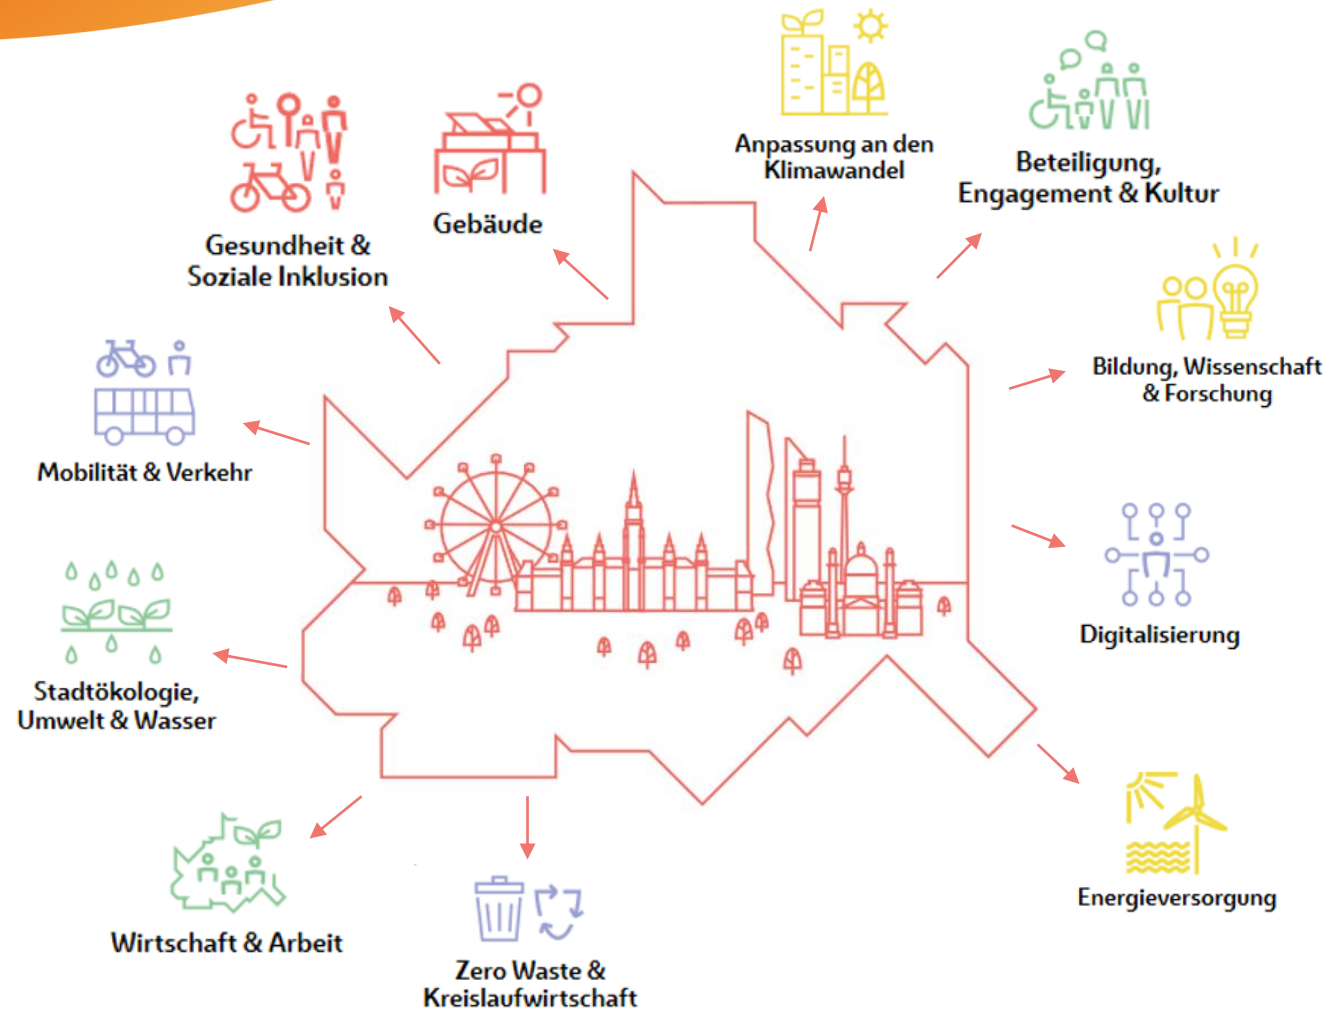 Anpassung an den
Klimawandel
Beteiligung,
Engagement & Kultur
Gebäude
Gesundheit &
Soziale Inklusion
Bildung, Wissenschaft
& Forschung
Mobilität & Verkehr
Digitalisierung
Stadtökologie,
Umwelt & Wasser
Energieversorgung
Wirtschaft & Arbeit
Zero Waste &
Kreislaufwirtschaft